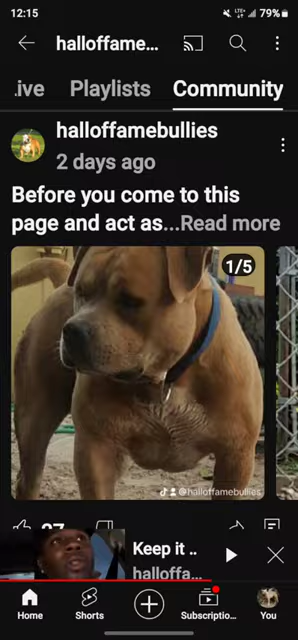 12:15
LTE+
79%
halloffame...
.ive
Playlists
Community
halloffamebullies
2 days ago
Before you come to this
page and act as...Read more
1/5
@halloffamebullies
Keep it ..
halloffa...
Home
Shorts
Subscriptio...
You